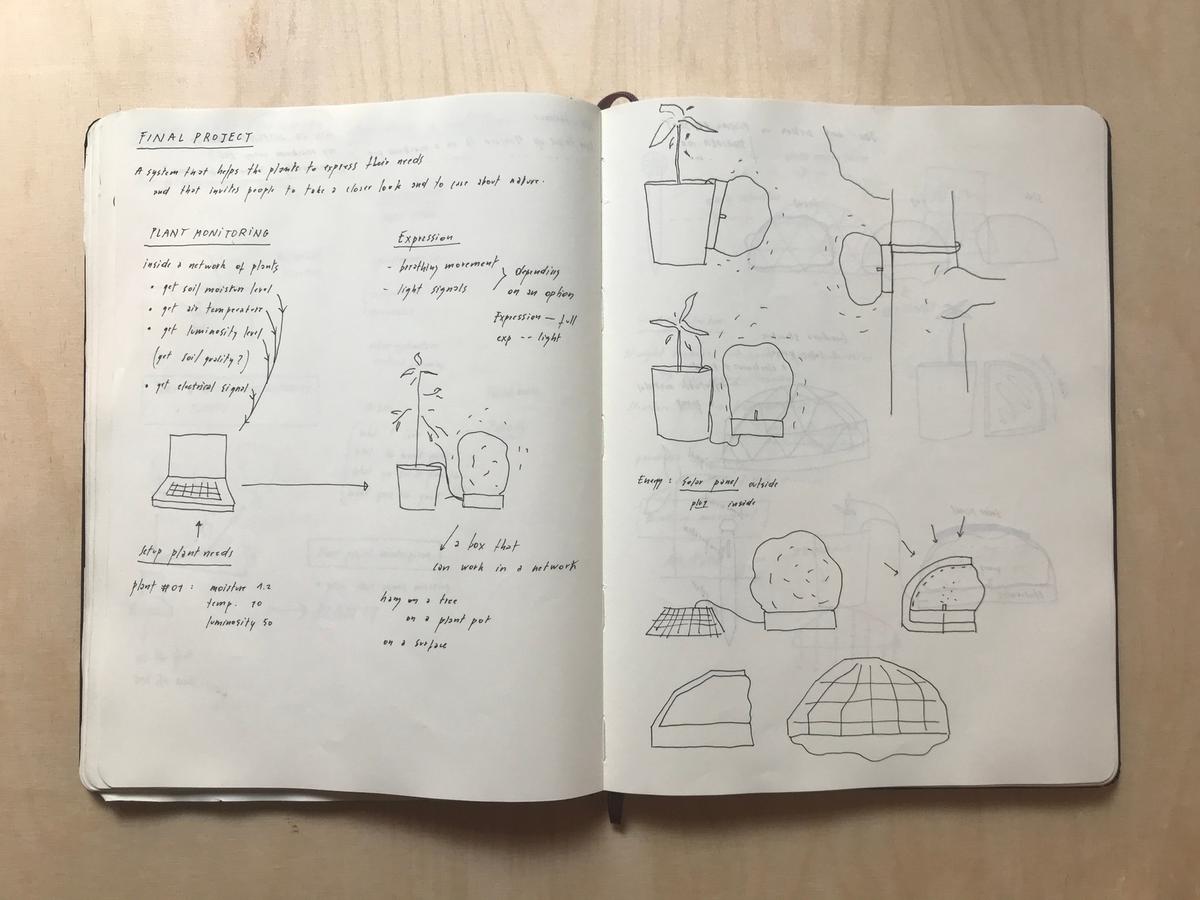 FINAL PROJECT
A system that helps the plants to express their needs
and that invites people to take a closer look and to care about nature.
PLANT MONITORING
inside a network of plants
• get soil moisture level
• get air temperature
• get luminosity level
(get soil quality?)
• get electrical signal
Setup plant needs
plant #01: moisture 1.2
temp. 10
luminosity 50
Expression
- breathing movement
- light signals
depending
on an option
Expression — full
exp -- light
a box that
can work in a network
hang on a tree
on a plant pot
on a surface
Energy: Solar panel outside
plug inside